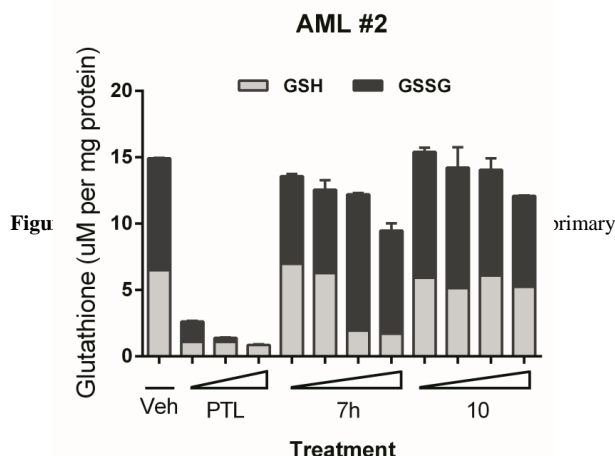 AML #2
Glutathione (uM per mg protein)
20
15
10
5
0
GSH GSSG
Veh PTL 7h 10
Treatment